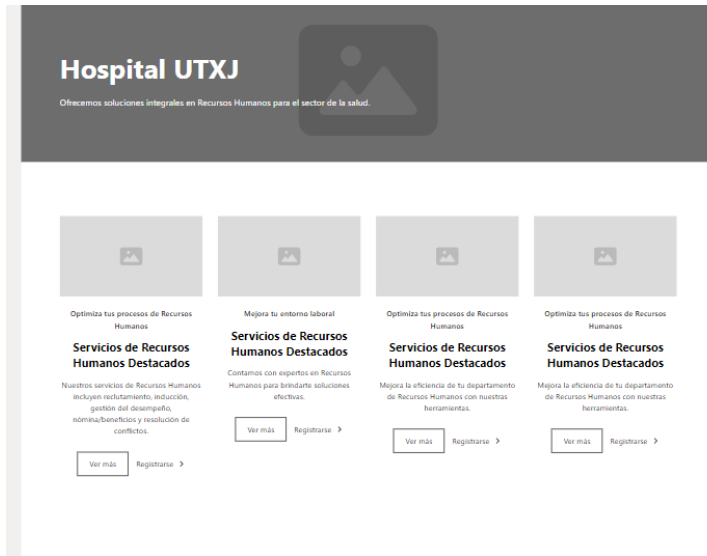 Hospital UTXJ
Ofrecemos soluciones integrales en Recursos Humanos para el sector de la salud.
Optimiza tus procesos de Recursos
Humanos
Servicios de Recursos
Humanos Destacados
Nuestros servicios de Recursos Humanos
incluyen reclutamiento, inducción,
gestión del desempeño,
nómina/beneficios y resolución de
conflictos.
Ver más
Registrarse
Mejora tu entorno laboral
Servicios de Recursos
Humanos Destacados
Contamos con expertos en Recursos
Humanos para brindarte soluciones
efectivas.
Ver más
Registrarse
Optimiza tus procesos de Recursos
Humanos
Servicios de Recursos
Humanos Destacados
Mejora la eficiencia de tu departamento
de Recursos Humanos con nuestras
herramientas.
Ver más
Registrarse
Optimiza tus procesos de Recursos
Humanos
Servicios de Recursos
Humanos Destacados
Mejora la eficiencia de tu departamento
de Recursos Humanos con nuestras
herramientas.
Ver más
Registrarse